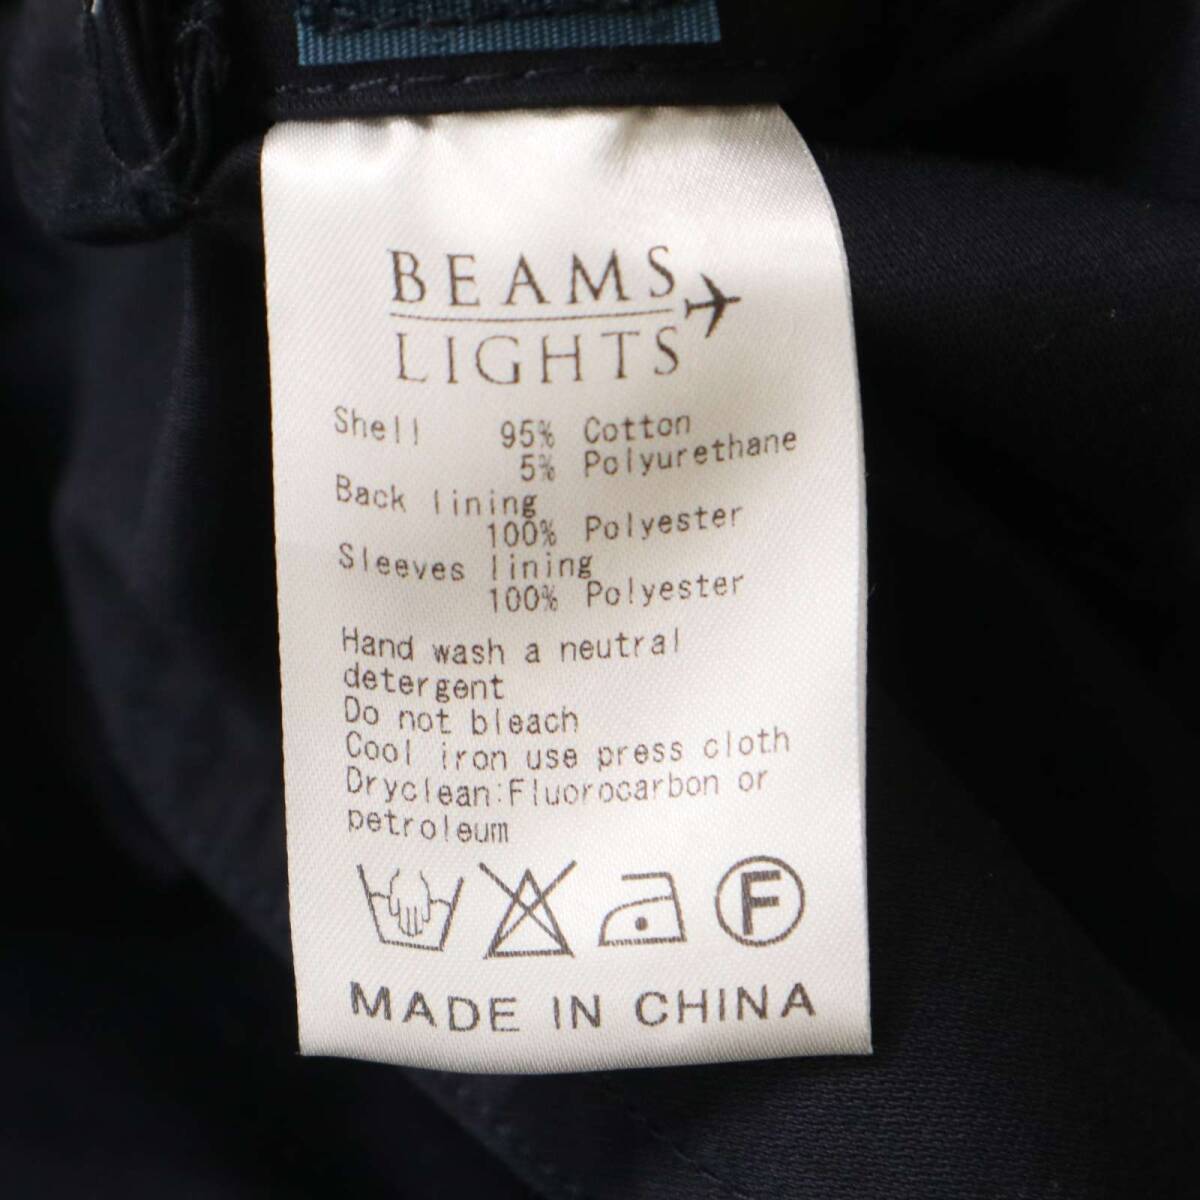 BEAMS
LIGHTS
Shell 95% Cotton
5% Polyurethane
Back lining
100% Polyester
Sleeves lining
100% Polyester
Hand wash a neutral
detergent
Do not bleach
Cool iron use press cloth
Dryclean:Fluorocarbon or
petroleum
F
MADE IN CHINA